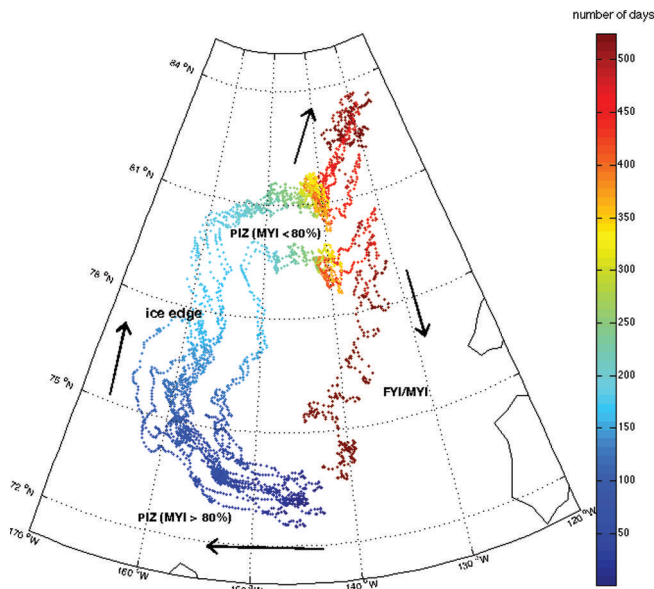 number of days
84 °N
81 °N
78 °N
75 °N
72 °N
170 °W
160 °W
140 °W
130 °W
120 °W
PIZ (MYI <80%)
ice edge
FYI/MYI
PIZ (MYI > 80%)
500
450
400
350
300
250
200
150
100
50